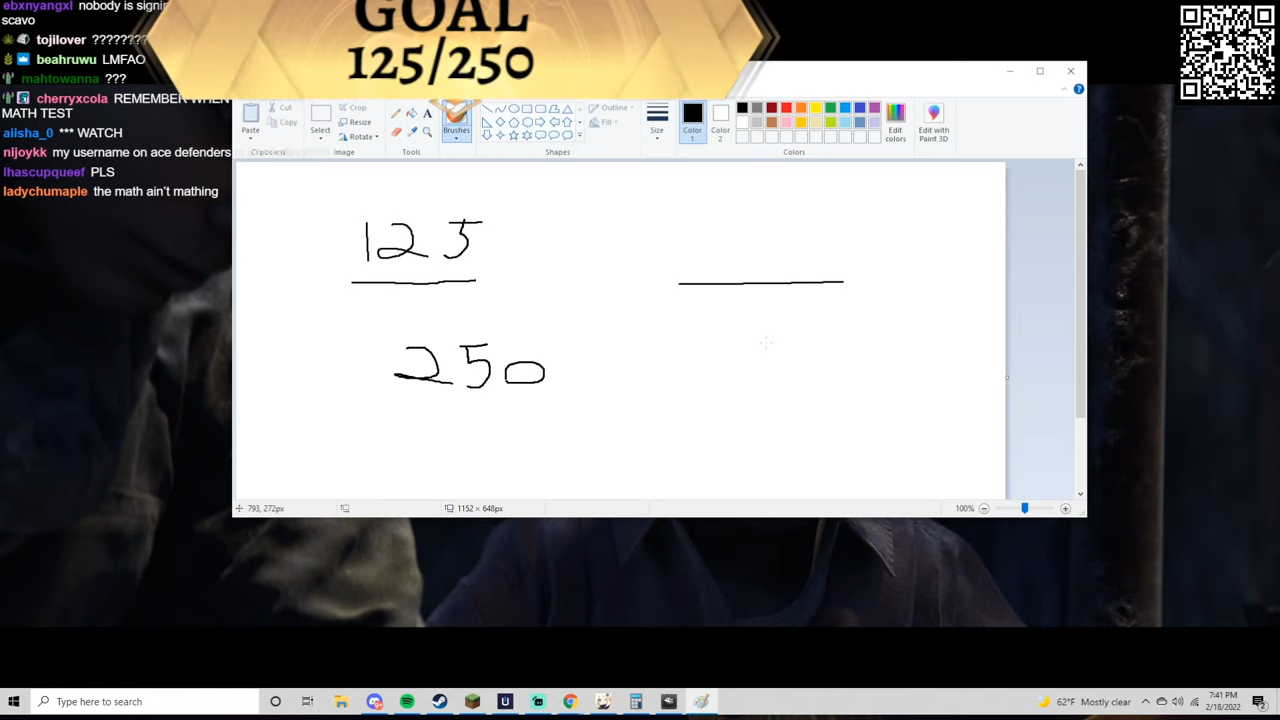 ebxnyangxl nobody is signin
scavo
tojilover ????????
beahruwu LMFAO
mahtowanna ???
cherryxcola REMEMBER WHEN
MATH TEST
aiisha_0 *** WATCH
nijoykk my username on ace defenders
lhascupqueef PLS
ladychumaple the math ain't mathing
GOAL
125/250
Paste
Cut
Copy
Clipboard
Select
Crop
Resize
Rotate
Image
Tools
Brushes
Outline
Fill
Shapes
Size
Color
1
Color
2
Edit
colors
Edit with
Paint 3D
Colors
125
250
793, 272px
1152 × 648px
100%
Type here to search
62°F Mostly clear
7:41 PM
2/18/2022
2